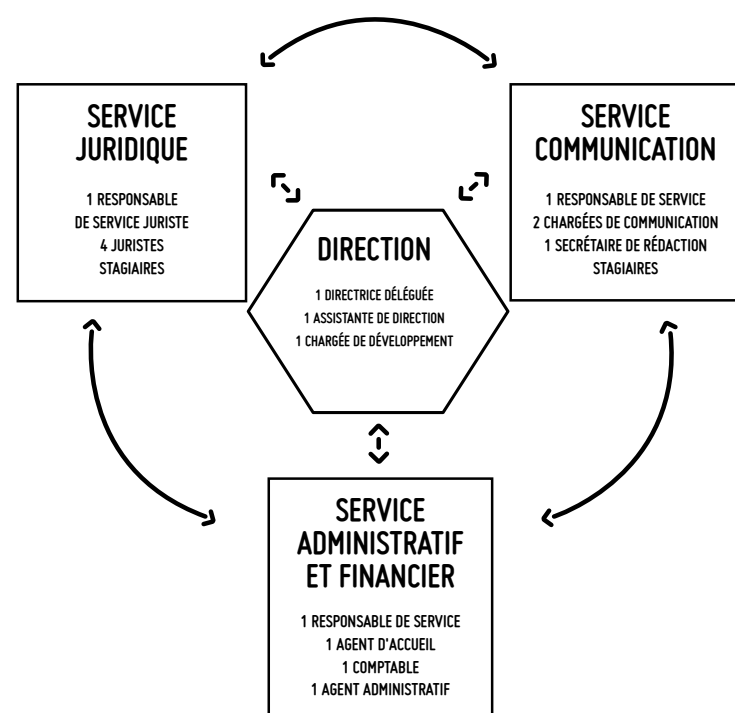 SERVICE
JURIDIQUE
1 RESPONSABLE
DE SERVICE JURISTE
4 JURISTES
STAGIAIRES
SERVICE
COMMUNICATION
1 RESPONSABLE DE SERVICE
2 CHARGÉES DE COMMUNICATION
1 SECRÉTAIRE DE RÉDACTION
STAGIAIRES
DIRECTION
1 DIRECTRICE DÉLÉGUÉE
1 ASSISTANTE DE DIRECTION
1 CHARGÉE DE DÉVELOPPEMENT
SERVICE
ADMINISTRATIF
ET FINANCIER
1 RESPONSABLE DE SERVICE
1 AGENT D'ACCUEIL
1 COMPTABLE
1 AGENT ADMINISTRATIF